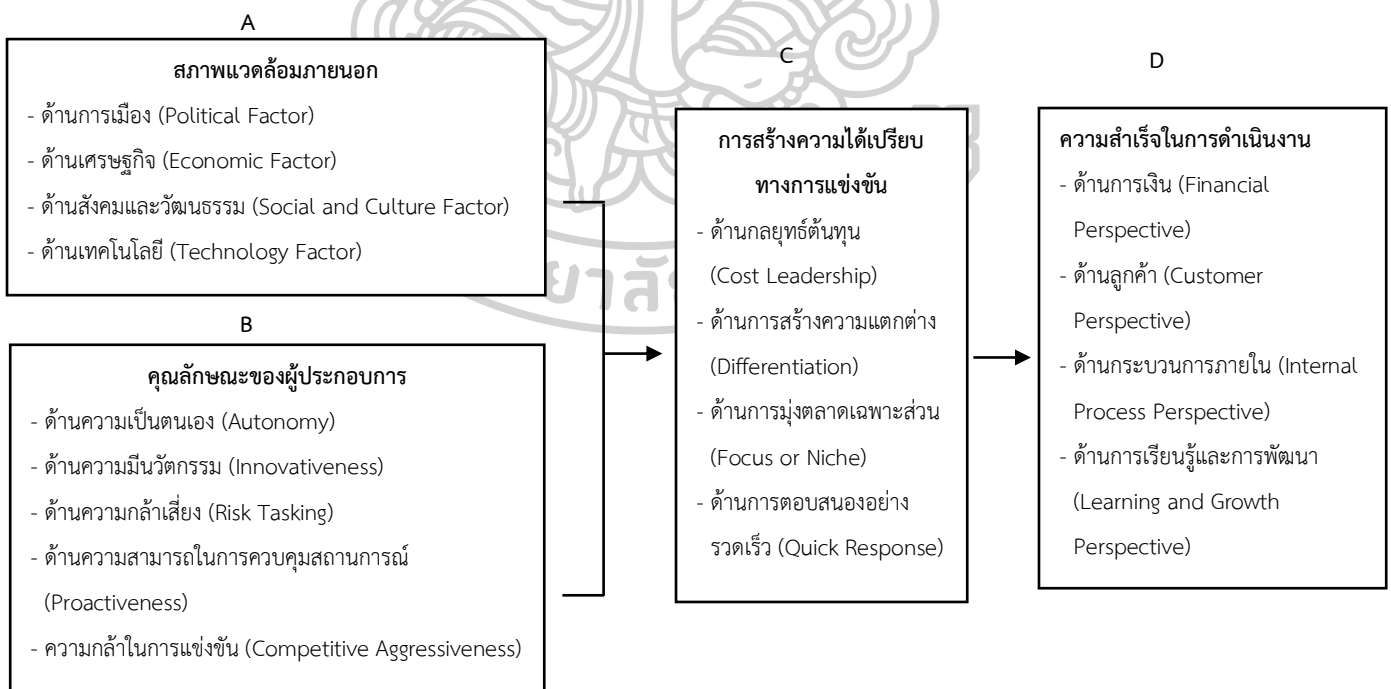 A
สภาพแวดล้อมภายนอก
- ด้านการเมือง (Political Factor)
- ด้านเศรษฐกิจ (Economic Factor)
- ด้านสังคมและวัฒนธรรม (Social and Culture Factor)
- ด้านเทคโนโลยี (Technology Factor)
B
คุณลักษณะของผู้ประกอบการ
- ด้านความเป็นตนเอง (Autonomy)
- ด้านความมีนวัตกรรม (Innovativeness)
- ด้านความกล้าเสี่ยง (Risk Tasking)
- ด้านความสามารถในการควบคุมสถานการณ์
(Proactiveness)
- ความกล้าในการแข่งขัน (Competitive Aggressiveness)
C
การสร้างความได้เปรียบ
ทางการแข่งขัน
- ด้านกลยุทธ์ต้นทุน
(Cost Leadership)
- ด้านการสร้างความแตกต่าง
(Differentiation)
- ด้านการมุ่งตลาดเฉพาะส่วน
(Focus or Niche)
- ด้านการตอบสนองอย่าง
รวดเร็ว (Quick Response)
D
ความสำเร็จในการดำเนินงาน
- ด้านการเงิน (Financial
Perspective)
- ด้านลูกค้า (Customer
Perspective)
- ด้านกระบวนการภายใน (Internal
Process Perspective)
- ด้านการเรียนรู้และการพัฒนา
(Learning and Growth
Perspective)